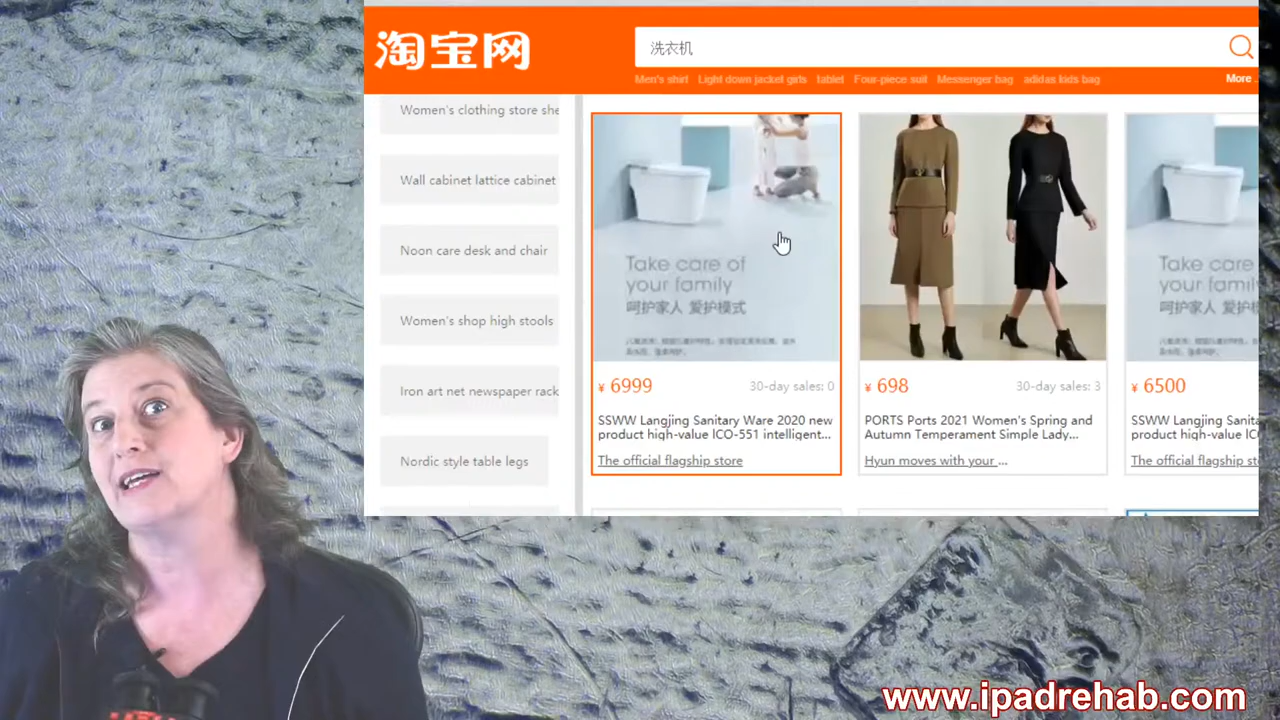 淘宝网
洗衣机
Men's shirt Light down jacket girls tablet Four-piece suit Messenger bag adidas kids bag More
Women's clothing store she
Wall cabinet lattice cabinet
Noon care desk and chair
Women's shop high stools
Iron art net newspaper rack
Nordic style table legs
Take care of
your family
呵护家人 爱护模式
¥ 6999 30-day sales: 0
SSWW Langjing Sanitary Ware 2020 new
product high-value ICO-551 intelligent...
The official flagship store
¥ 698 30-day sales: 3
PORTS Ports 2021 Women's Spring and
Autumn Temperament Simple Lady...
Hyun moves with your ...
Take care of
your family
呵护家人 爱护
¥ 6500
SSWW Langjing Sanita
product high-value IC
The official flagship st
www.ipadrehab.com